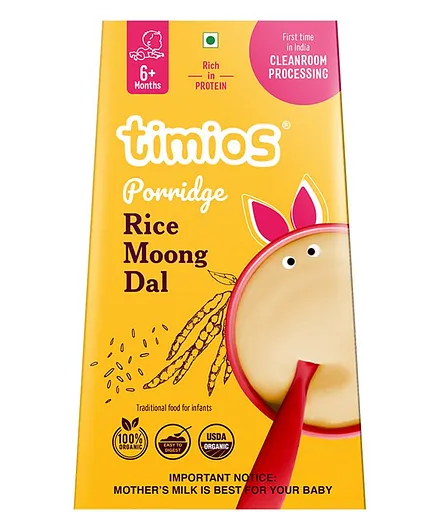 6+
Months
Rich
in
PROTEIN
First time
in India
CLEANROOM
PROCESSING
timios®
Porridge
Rice
Moong
Dal
Traditional food for infants
100%
ORGANIC
EASY TO
DIGEST
USDA
ORGANIC
IMPORTANT NOTICE:
MOTHER'S MILK IS BEST FOR YOUR BABY